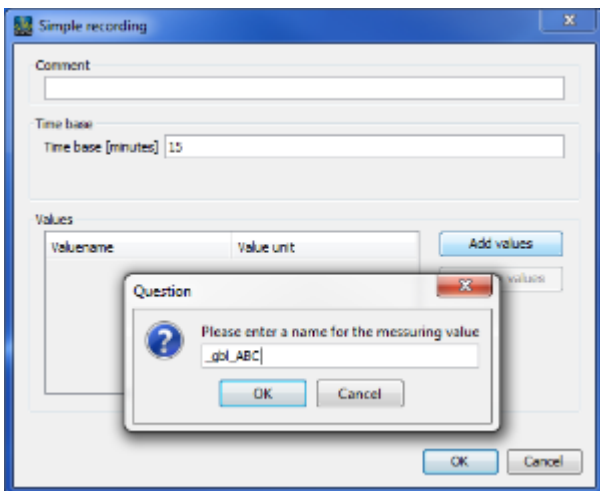 Simple recording
Comment
Time base
Time base [minutes] 15
Values
Valuename Value unit
Add values
values
Question
Please enter a name for the messuring value
_gbl_ABC
OK Cancel
OK Cancel